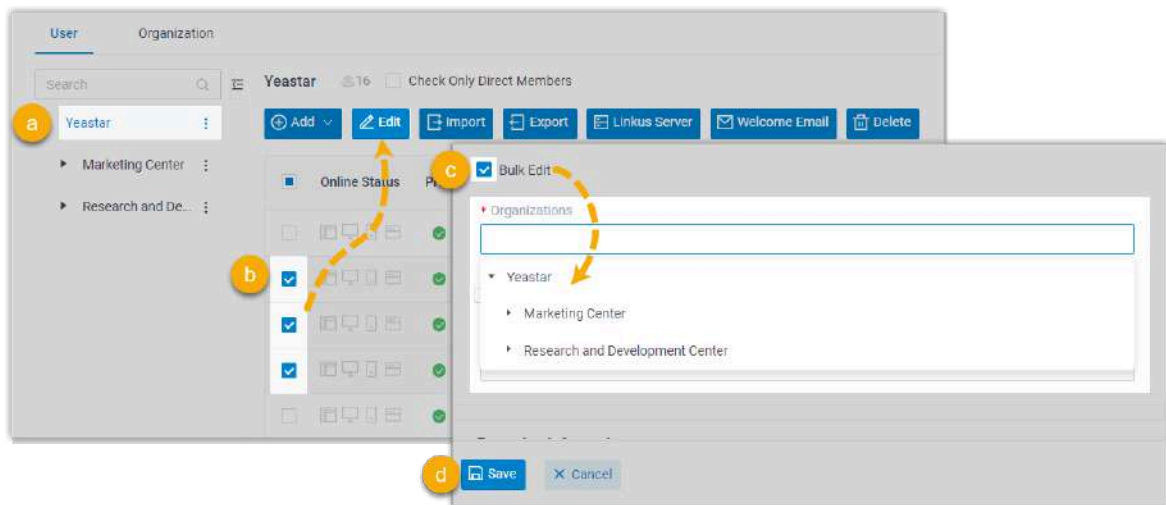 User Organization
Search
Yeastar 16 Check Only Direct Members
a
Yeastar
Add Edit Import Export Linkus Server Welcome Email Delete
Marketing Center
Research and De...
Online Status
c
Bulk Edit
* Organizations
b
Yeastar
Marketing Center
Research and Development Center
d
Save Cancel